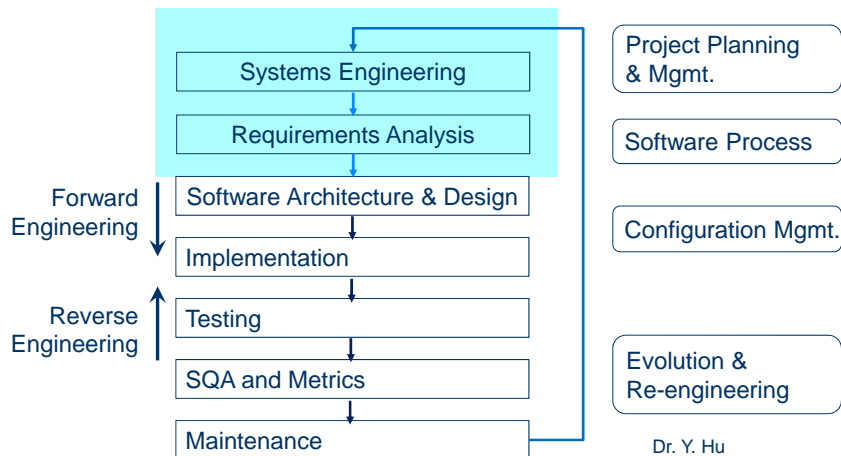 Systems Engineering
Requirements Analysis
Software Architecture & Design
Implementation
Testing
SQA and Metrics
Maintenance
Forward
Engineering
Reverse
Engineering
Project Planning
& Mgmt.
Software Process
Configuration Mgmt.
Evolution &
Re-engineering
Dr. Y. Hu